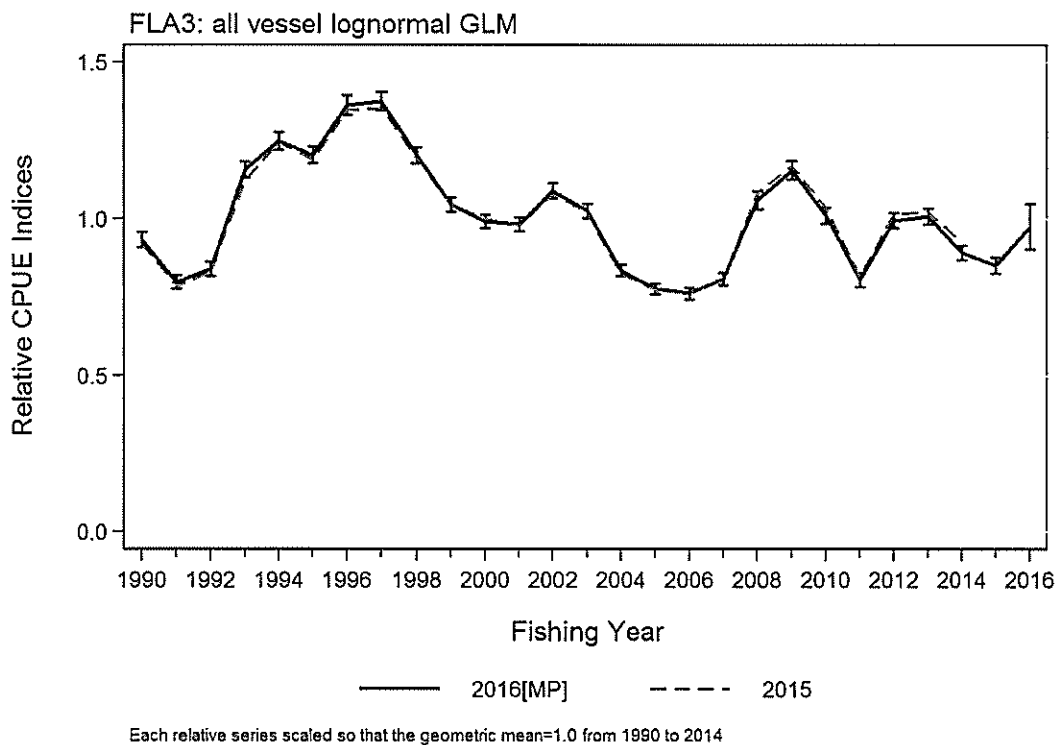 FLA3: all vessel lognormal GLM
1.5
1.0
0.5
0.0
Relative CPUE Indices
1990 1992 1994 1996 1998 2000 2002 2004 2006 2008 2010 2012 2014 2016
Fishing Year
2016[MP] 2015
Each relative series scaled so that the geometric mean=1.0 from 1990 to 2014